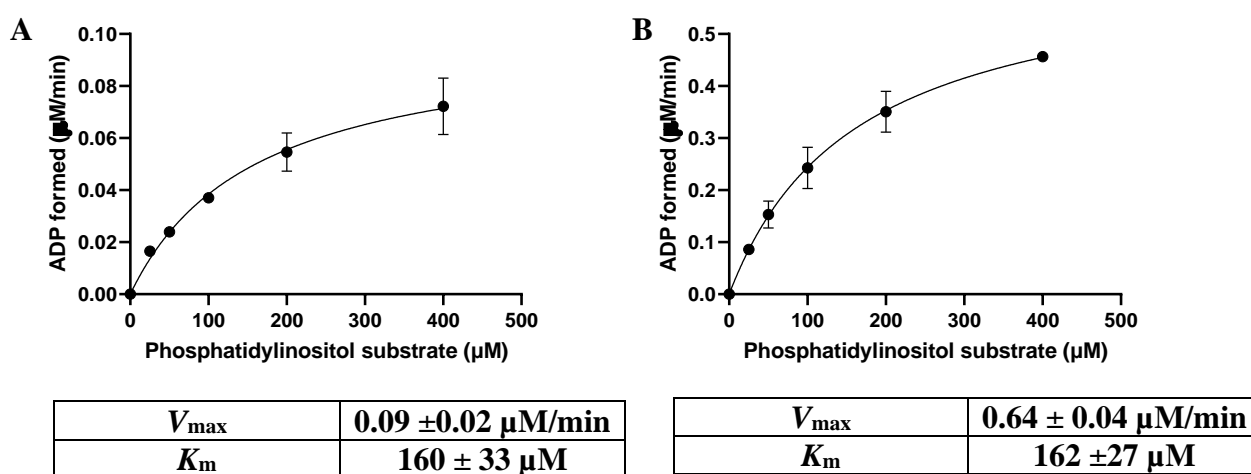 A
ADP formed (µM/min)
0.10
0.08
0.06
0.04
0.02
0.00
0 100 200 300 400 500
Phosphatidylinositol substrate (µM)
Vmax 0.09 ±0.02 µM/min
Km 160 ± 33 µM
B
ADP formed (µM/min)
0.5
0.4
0.3
0.2
0.1
0.0
0 100 200 300 400 500
Phosphatidylinositol substrate (µM)
Vmax 0.64 ± 0.04 µM/min
Km 162 ±27 µM